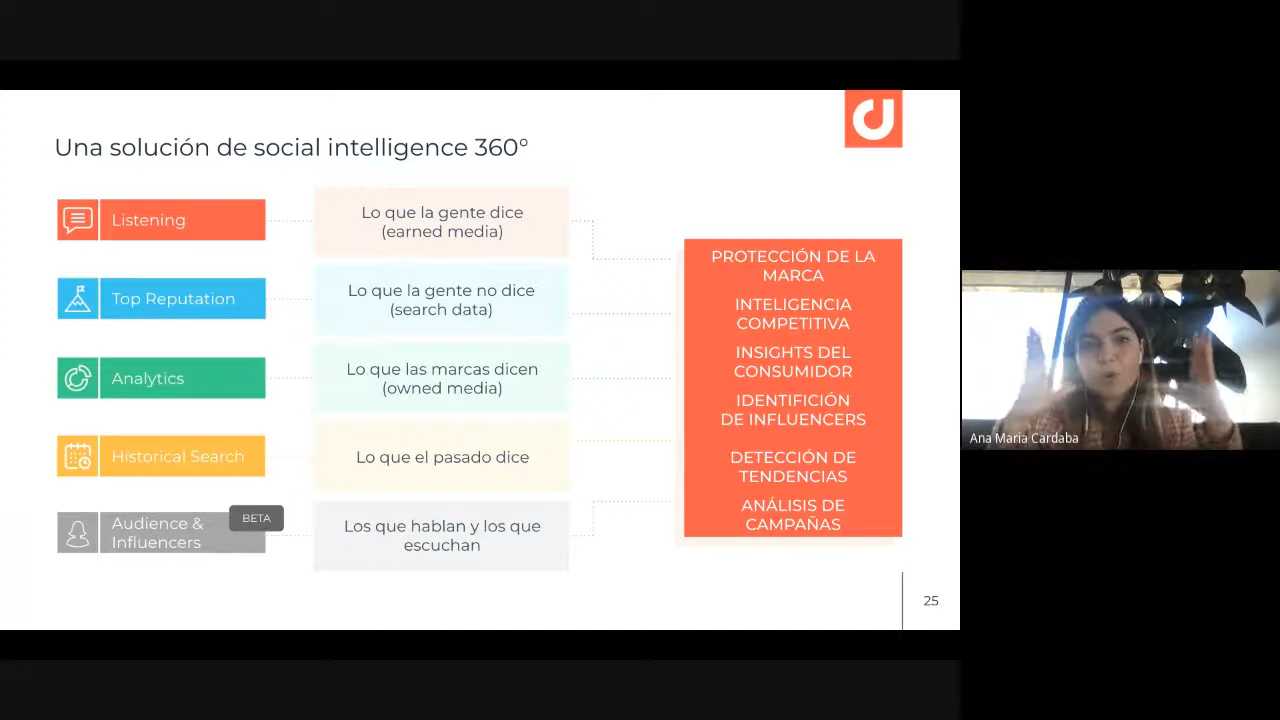 Una solución de social intelligence 360°
Listening
Lo que la gente dice
(earned media)
Top Reputation
Lo que la gente no dice
(search data)
Analytics
Lo que las marcas dicen
(owned media)
Historical Search
Lo que el pasado dice
Audience &
Influencers
BETA
Los que hablan y los que
escuchan
PROTECCIÓN DE LA
MARCA
INTELIGENCIA
COMPETITIVA
INSIGHTS DEL
CONSUMIDOR
IDENTIFICIÓN
DE INFLUENCERS
DETECCIÓN DE
TENDENCIAS
ANÁLISIS DE
CAMPAÑAS
25
Ana María Cardaba